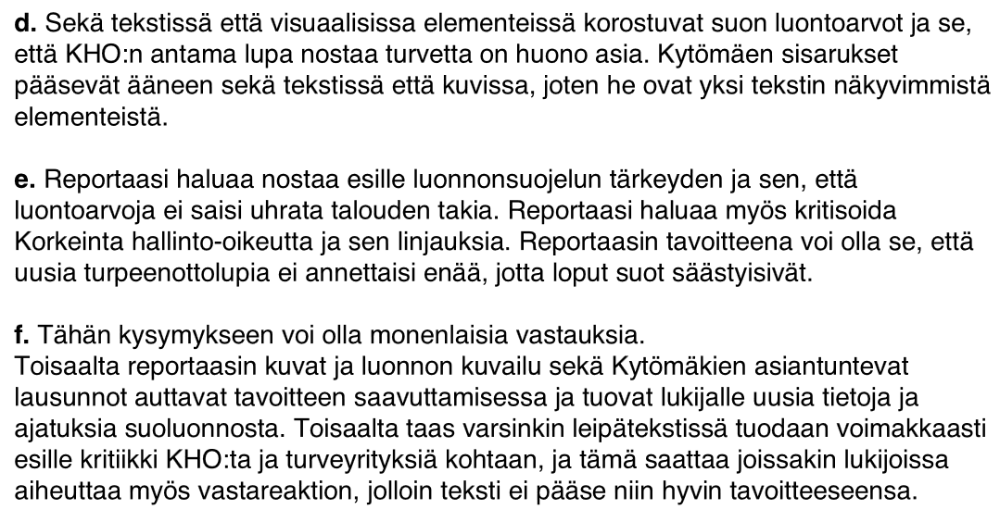 d. Sekä tekstissä että visuaalisissa elementeissä korostuvat suon luontoarvot ja se,
että KHO:n antama lupa nostaa turvetta on huono asia. Kytömäen sisarukset
pääsevät ääneen sekä tekstissä että kuvissa, joten he ovat yksi tekstin näkyvimmistä
elementeistä.
e. Reportaasi haluaa nostaa esille luonnonsuojelun tärkeyden ja sen, että
luontoarvoja ei saisi uhrata talouden takia. Reportaasi haluaa myös kritisoida
Korkeinta hallinto-oikeutta ja sen linjauksia. Reportaasin tavoitteena voi olla se, että
uusia turpeenottolupia ei annettaisi enää, jotta loput suot säästyisivät.
f. Tähän kysymykseen voi olla monenlaisia vastauksia.
Toisaalta reportaasin kuvat ja luonnon kuvailu sekä Kytömäkien asiantuntevat
lausunnot auttavat tavoitteen saavuttamisessa ja tuovat lukijalle uusia tietoja ja
ajatuksia suoluonnosta. Toisaalta taas varsinkin leipätekstissä tuodaan voimakkaasti
esille kritiikki KHO:ta ja turveyrityksiä kohtaan, ja tämä saattaa joissakin lukijoissa
aiheuttaa myös vastareaktion, jolloin teksti ei pääse niin hyvin tavoitteeseensa.